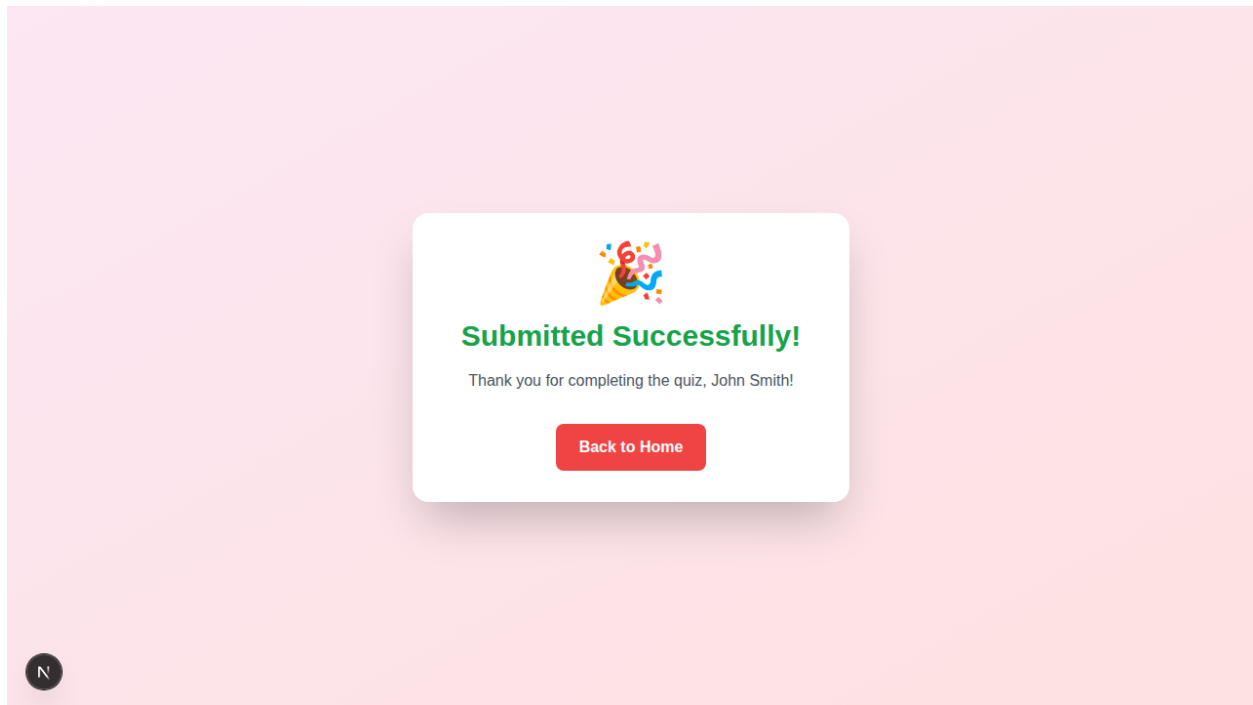 Submitted Successfully!
Thank you for completing the quiz, John Smith!
Back to Home
N